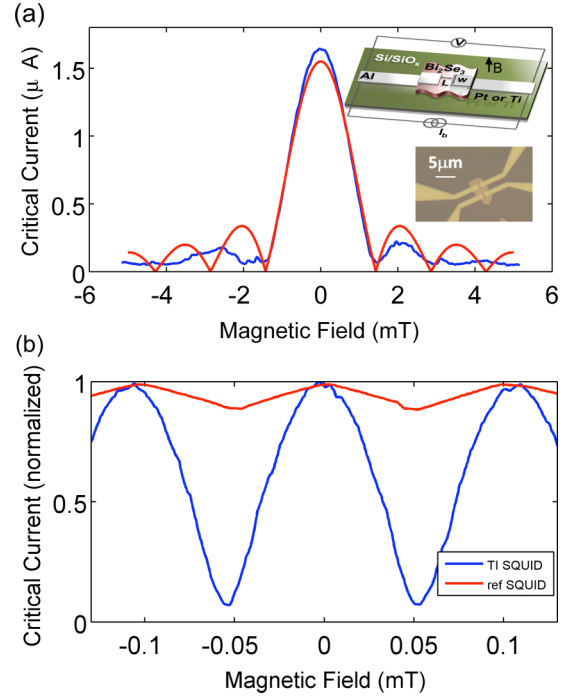 (a)
Critical Current (μ A)
1.5
1
0.5
0
-6
-4
-2
0
2
4
6
Magnetic Field (mT)
V
Si/SiOx
B
Bi2Se3
Al
L
w
Pt or Ti
Ib
5μm
(b)
Critical Current (normalized)
1
0.5
0
-0.1
-0.05
0
0.05
0.1
Magnetic Field (mT)
TI SQUID
ref SQUID